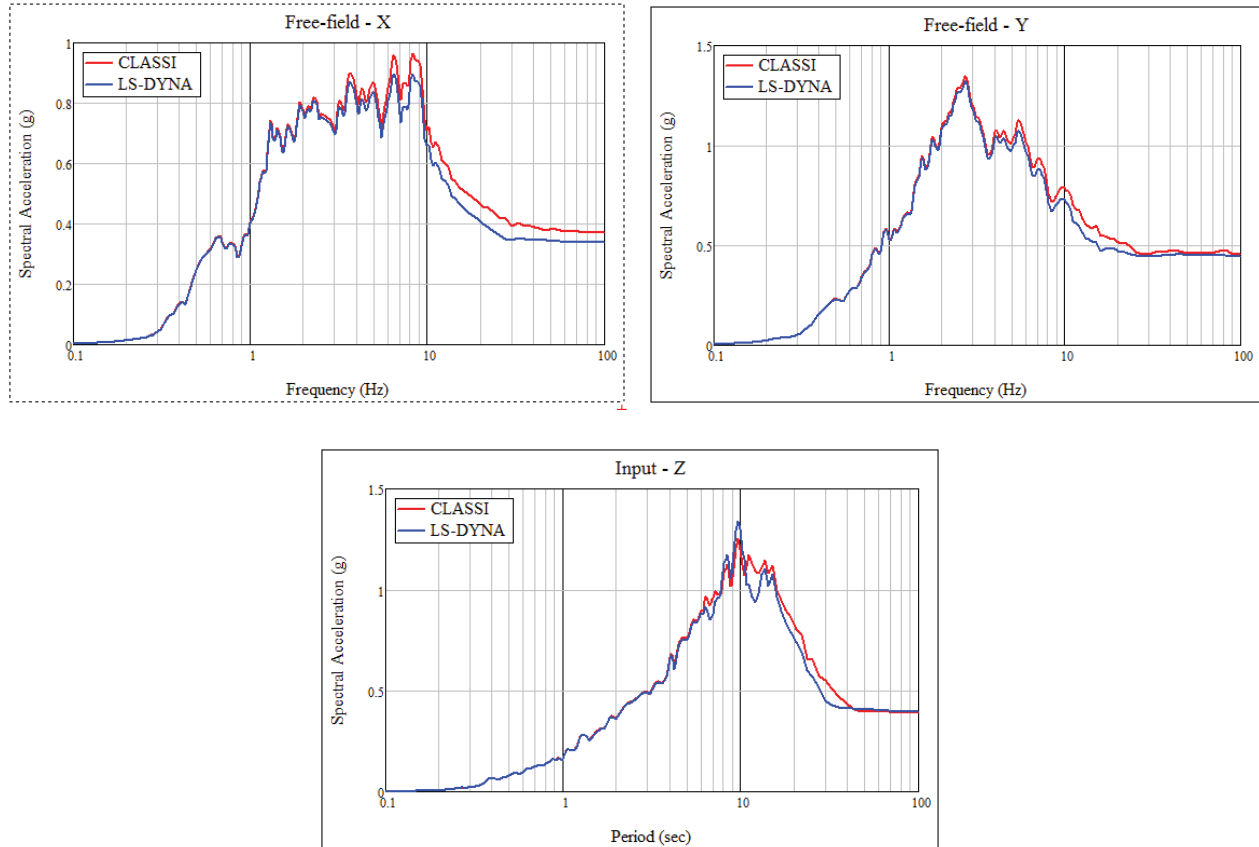 Free-field - X
CLASSI
LS-DYNA
Spectral Acceleration (g)
1
0.8
0.6
0.4
0.2
0
0.1
1
10
100
Frequency (Hz)
Free-field - Y
CLASSI
LS-DYNA
Spectral Acceleration (g)
1.5
1
0.5
0
0.1
1
10
100
Frequency (Hz)
Input - Z
CLASSI
LS-DYNA
Spectral Acceleration (g)
1.5
1
0.5
0
0.1
1
10
100
Period (sec)